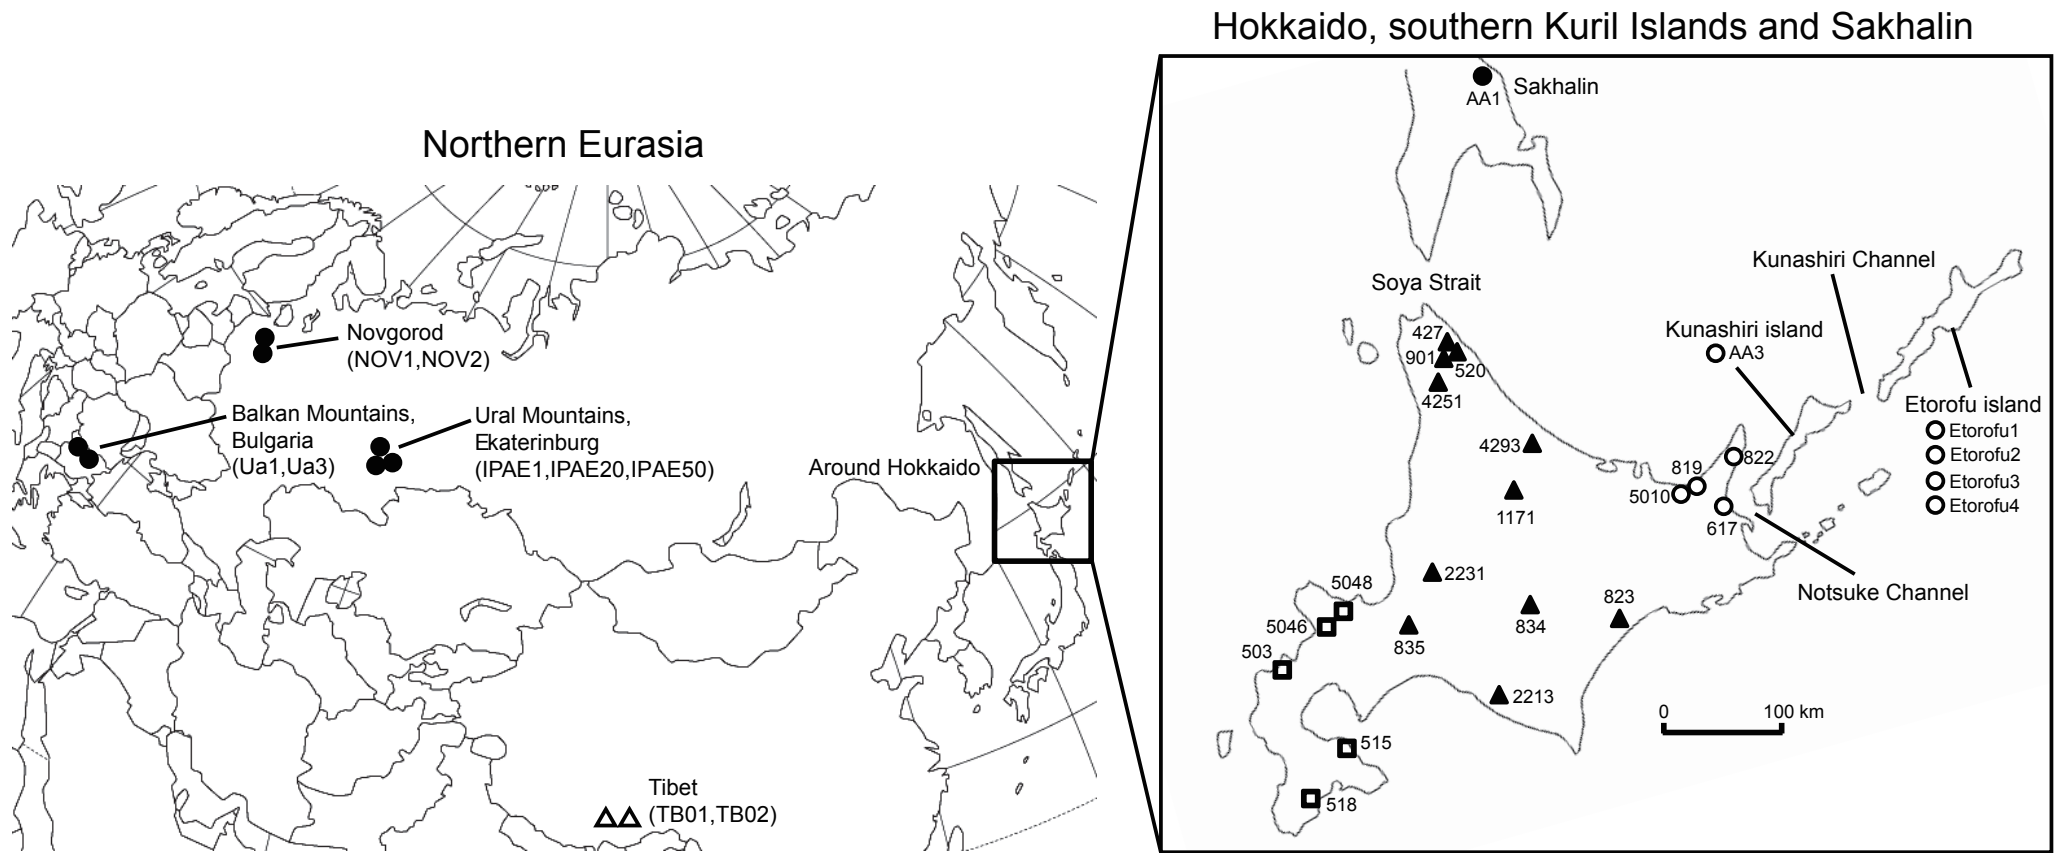 Hokkaido, southern Kuril Islands and Sakhalin
Northern Eurasia
Novgorod
(NOV1,NOV2)
Balkan Mountains,
Bulgaria
(Ua1,Ua3)
Ural Mountains,
Ekaterinburg
(IPAE1,IPAE20,IPAE50)
Around Hokkaido
Tibet
(TB01,TB02)
AA1
Sakhalin
Soya Strait
Kunashiri Channel
Kunashiri island
AA3
Etorofu island
Etorofu1
Etorofu2
Etorofu3
Etorofu4
427
901
520
4251
4293
1171
819
822
5010
617
Notsuke Channel
2231
5048
5046
503
835
834
823
2213
515
518
0
100 km